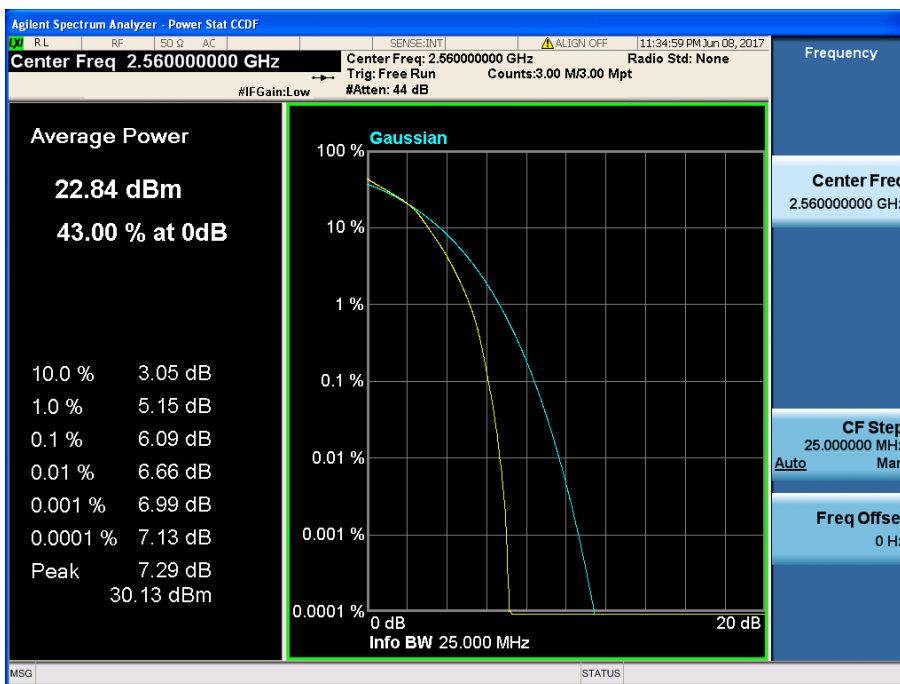 Agilent Spectrum Analyzer - Power Stat CCDF
LXI RL RF 50 Ω AC SENSE:INT ALIGN OFF 11:34:59 PM Jun 08, 2017
Center Freq 2.560000000 GHz
Center Freq: 2.560000000 GHz Radio Std: None
Trig: Free Run Counts:3.00 M/3.00 Mpt
#IFGain:Low #Atten: 44 dB
Frequency
Average Power
22.84 dBm
43.00 % at 0dB
10.0 % 3.05 dB
1.0 % 5.15 dB
0.1 % 6.09 dB
0.01 % 6.66 dB
0.001 % 6.99 dB
0.0001 % 7.13 dB
Peak 7.29 dB
30.13 dBm
Gaussian
100 %
10 %
1 %
0.1 %
0.01 %
0.001 %
0.0001 %
0 dB 20 dB
Info BW 25.000 MHz
Center Freq
2.560000000 GHz
CF Step
25.000000 MHz
Auto Man
Freq Offse
0 Hz
MSG STATUS